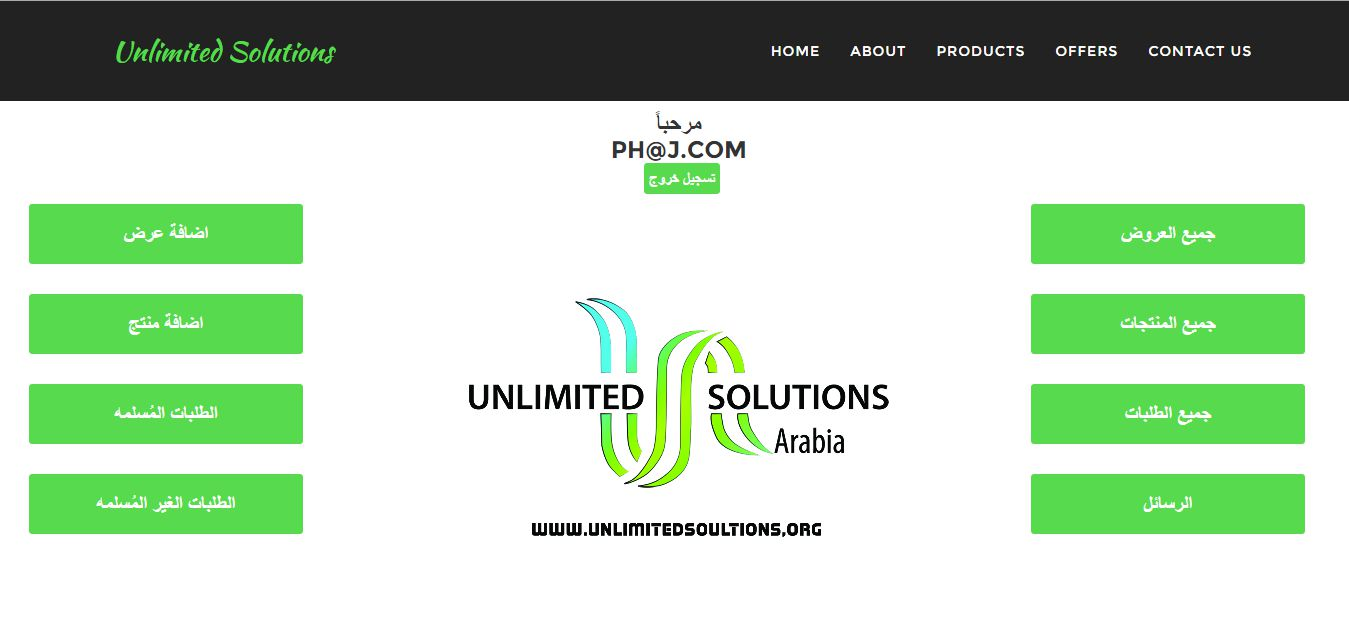 Unlimited Solutions
HOME ABOUT PRODUCTS OFFERS CONTACT US
مرحباً
PH@J.COM
تسجيل خروج
جميع العروض
اضافة عرض
جميع المنتجات
اضافة منتج
جميع الطلبات
الطلبات المُسلمه
الرسائل
الطلبات الغير المُسلمه
UNLIMITED SOLUTIONS
Arabia
WWW.UNLIMITEDSOULTIONS.ORG